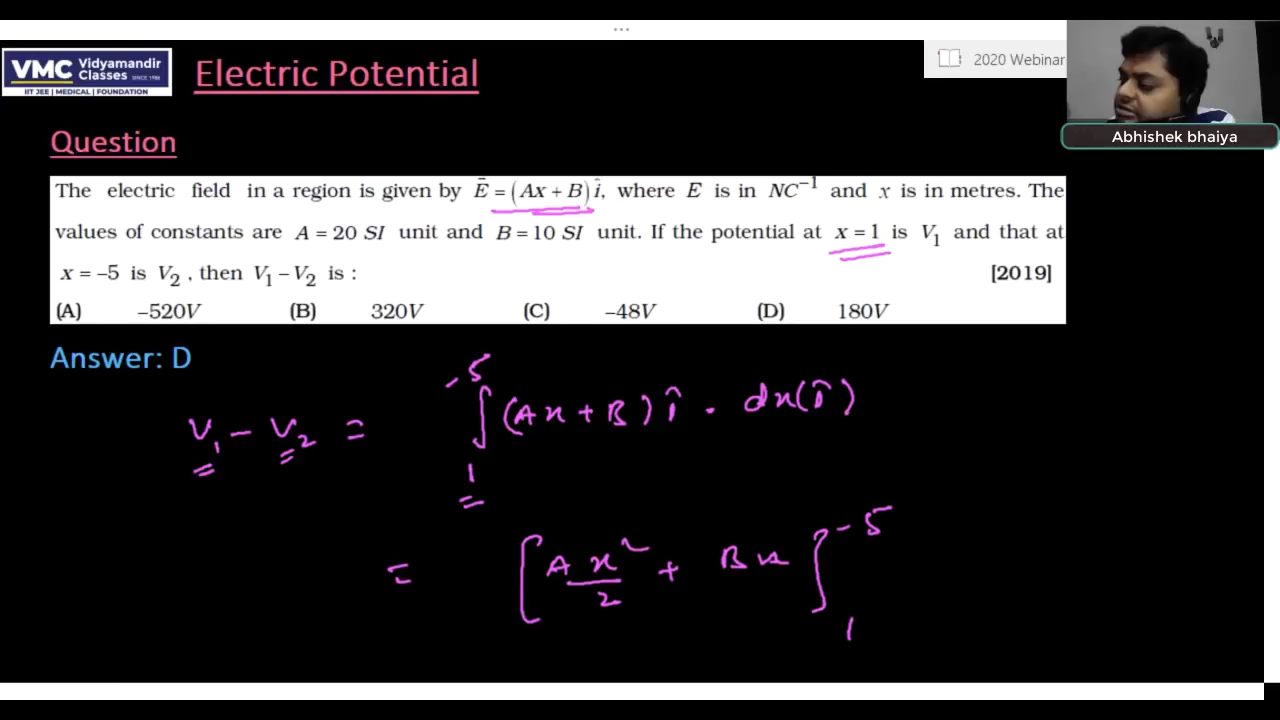 ...
VMC Vidyamandir Classes SINCE 1986
IIT JEE | MEDICAL | FOUNDATION
Electric Potential
2020 Webinar
Abhishek bhaiya
Question
The electric field in a region is given by Ē = (Ax + B) î, where E is in NC⁻¹ and x is in metres. The
values of constants are A = 20 SI unit and B = 10 SI unit. If the potential at x = 1 is V₁ and that at
x = –5 is V₂, then V₁ – V₂ is : [2019]
(A) –520V (B) 320V (C) –48V (D) 180V
Answer: D
V₁ – V₂ = ∫₁⁻⁵ (Ax + B) î · dx(î)
= [Ax²/2 + Bx]₁⁻⁵